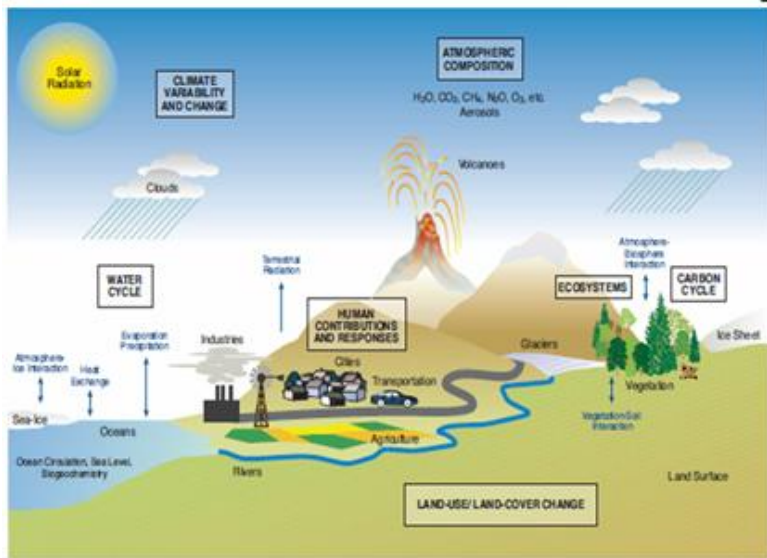 Solar
Radiation
CLIMATE
VARIABILITY
AND CHANGE
ATMOSPHERIC
COMPOSITION
H₂O, CO₂, CH₄, N₂O, O₃, etc.
Aerosols
Volcanoes
Clouds
Terrestrial
Radiation
Atmosphere-
Biosphere
Interaction
WATER
CYCLE
ECOSYSTEMS
CARBON
CYCLE
HUMAN
CONTRIBUTIONS
AND RESPONSES
Evaporation
Precipitation
Industries
Glaciers
Ice Sheet
Atmosphere-
Ice Interaction
Heat
Exchange
Cities
Transportation
Vegetation
Sea-Ice
Oceans
Vegetation-Soil
Interaction
Agriculture
Ocean Circulation, Sea Level,
Biogeochemistry
Rivers
Land Surface
LAND-USE/ LAND-COVER CHANGE